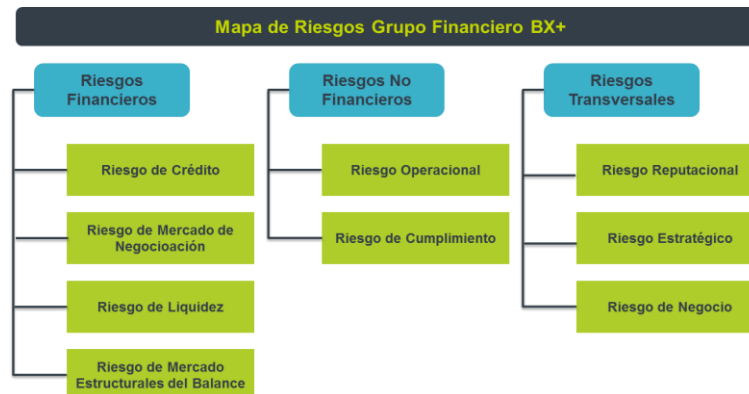 Mapa de Riesgos Grupo Financiero BX+
Riesgos
Financieros
Riesgo de Crédito
Riesgo de Mercado de
Negocioación
Riesgo de Liquidez
Riesgo de Mercado
Estructurales del Balance
Riesgos No
Financieros
Riesgo Operacional
Riesgo de Cumplimiento
Riesgos
Transversales
Riesgo Reputacional
Riesgo Estratégico
Riesgo de Negocio